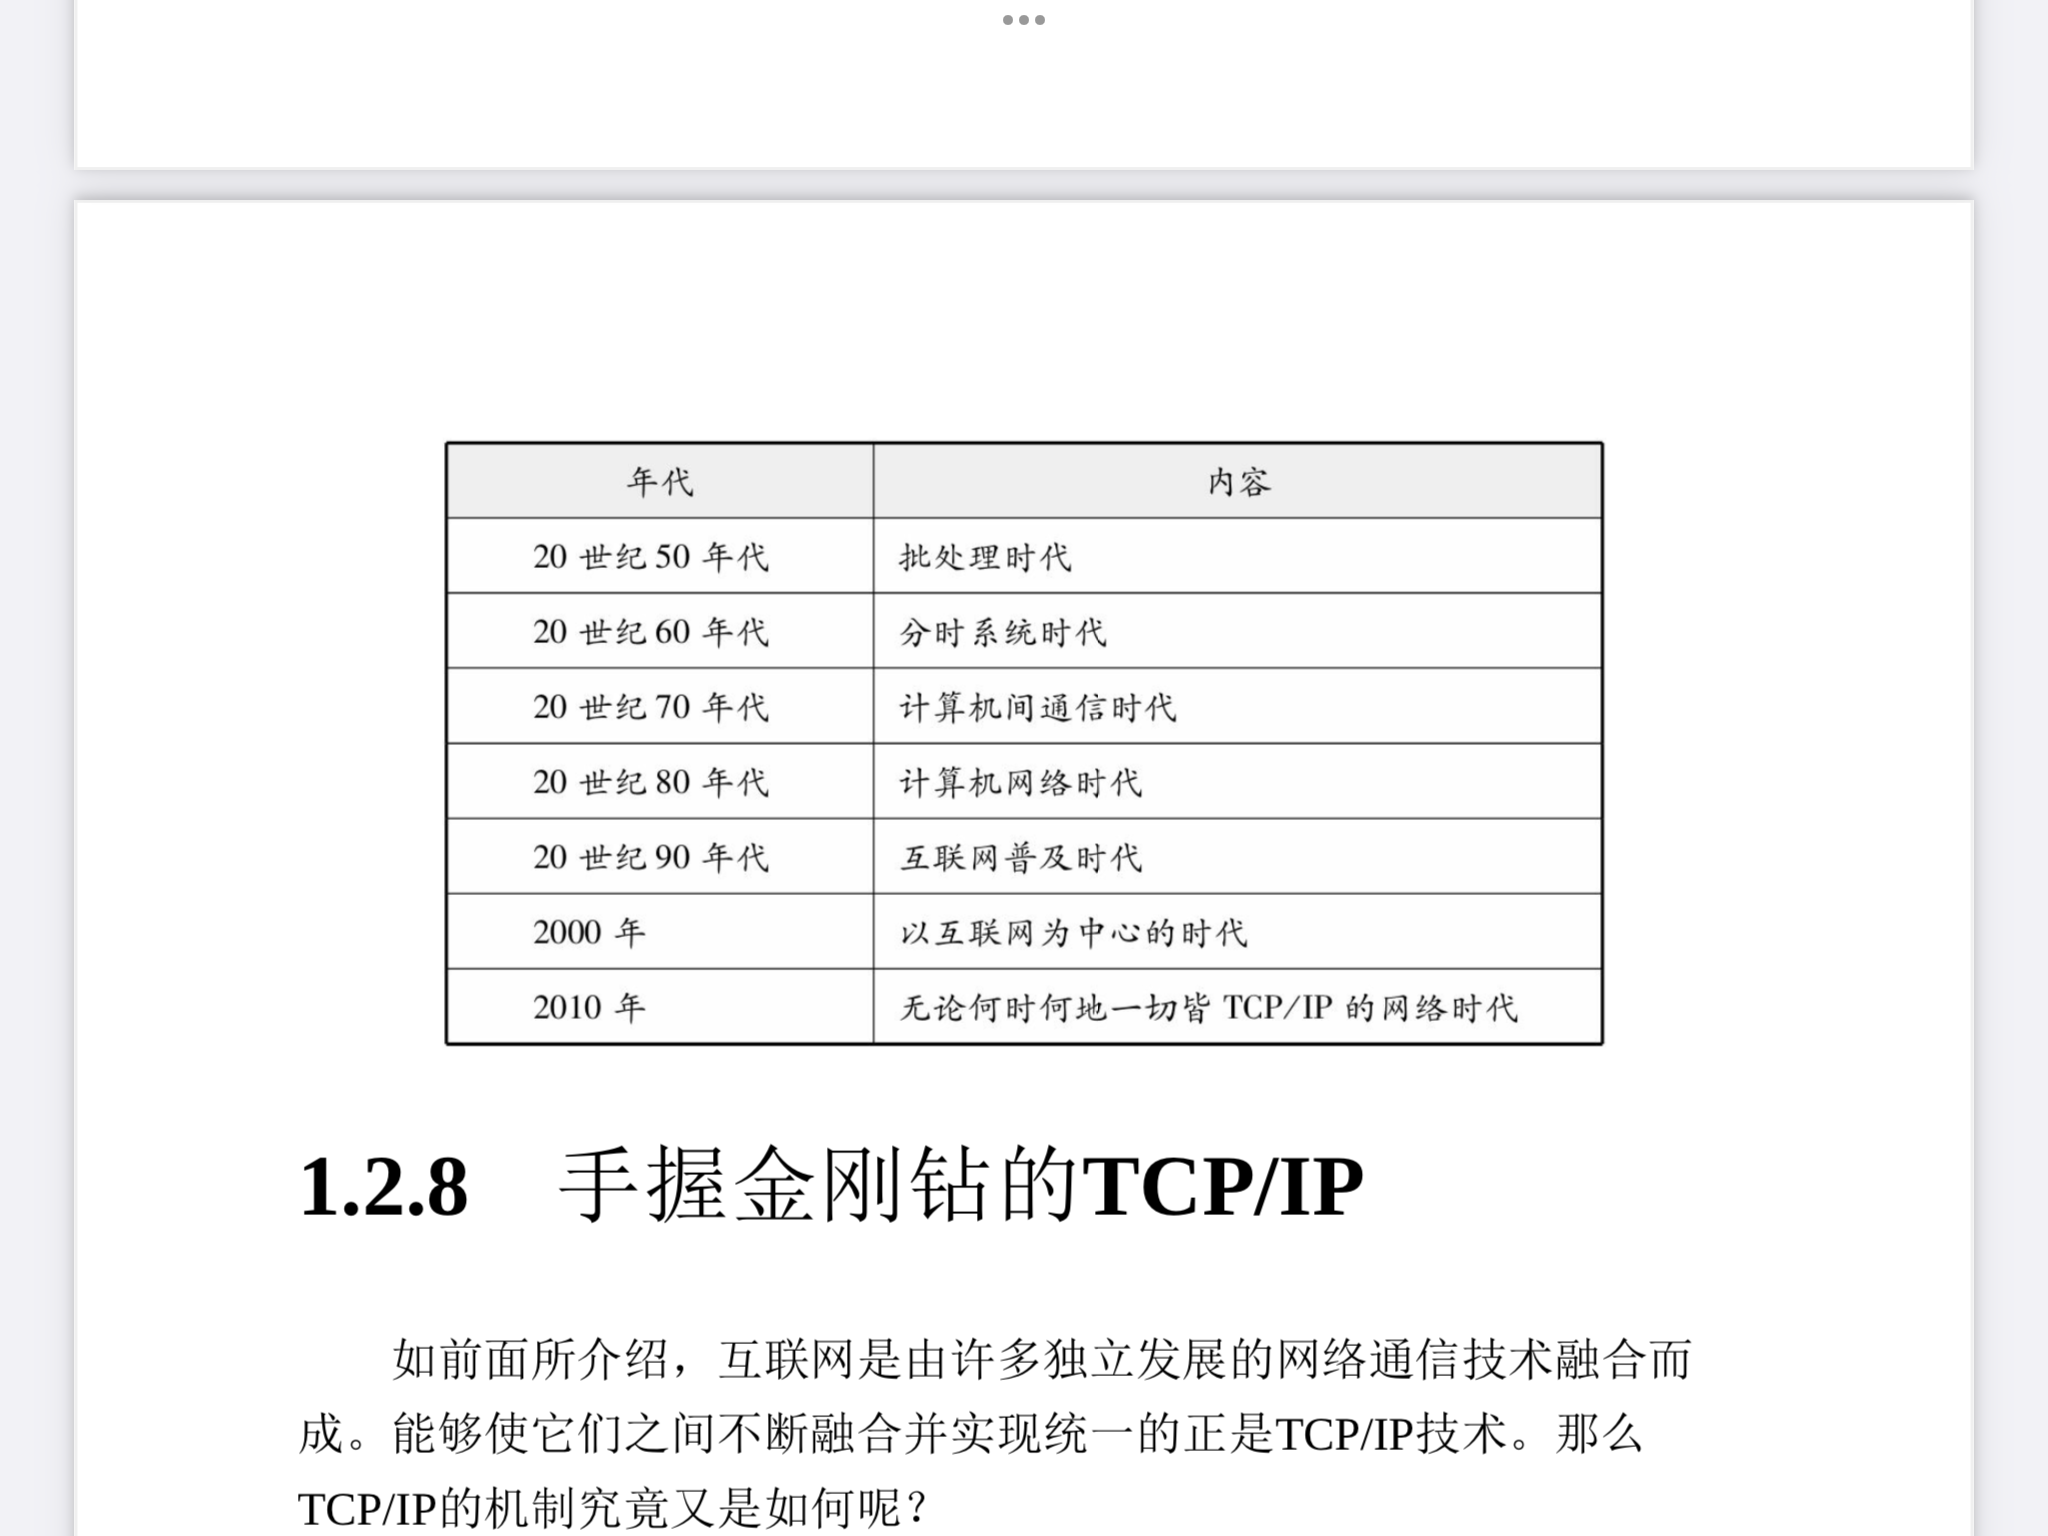 年代 内容
20 世纪 50 年代 批处理时代
20 世纪 60 年代 分时系统时代
20 世纪 70 年代 计算机间通信时代
20 世纪 80 年代 计算机网络时代
20 世纪 90 年代 互联网普及时代
2000 年 以互联网为中心的时代
2010 年 无论何时何地一切皆 TCP/IP 的网络时代
1.2.8 手握金刚钻的TCP/IP
如前面所介绍，互联网是由许多独立发展的网络通信技术融合而
成。能够使它们之间不断融合并实现统一的正是TCP/IP技术。那么
TCP/IP的机制究竟又是如何呢？